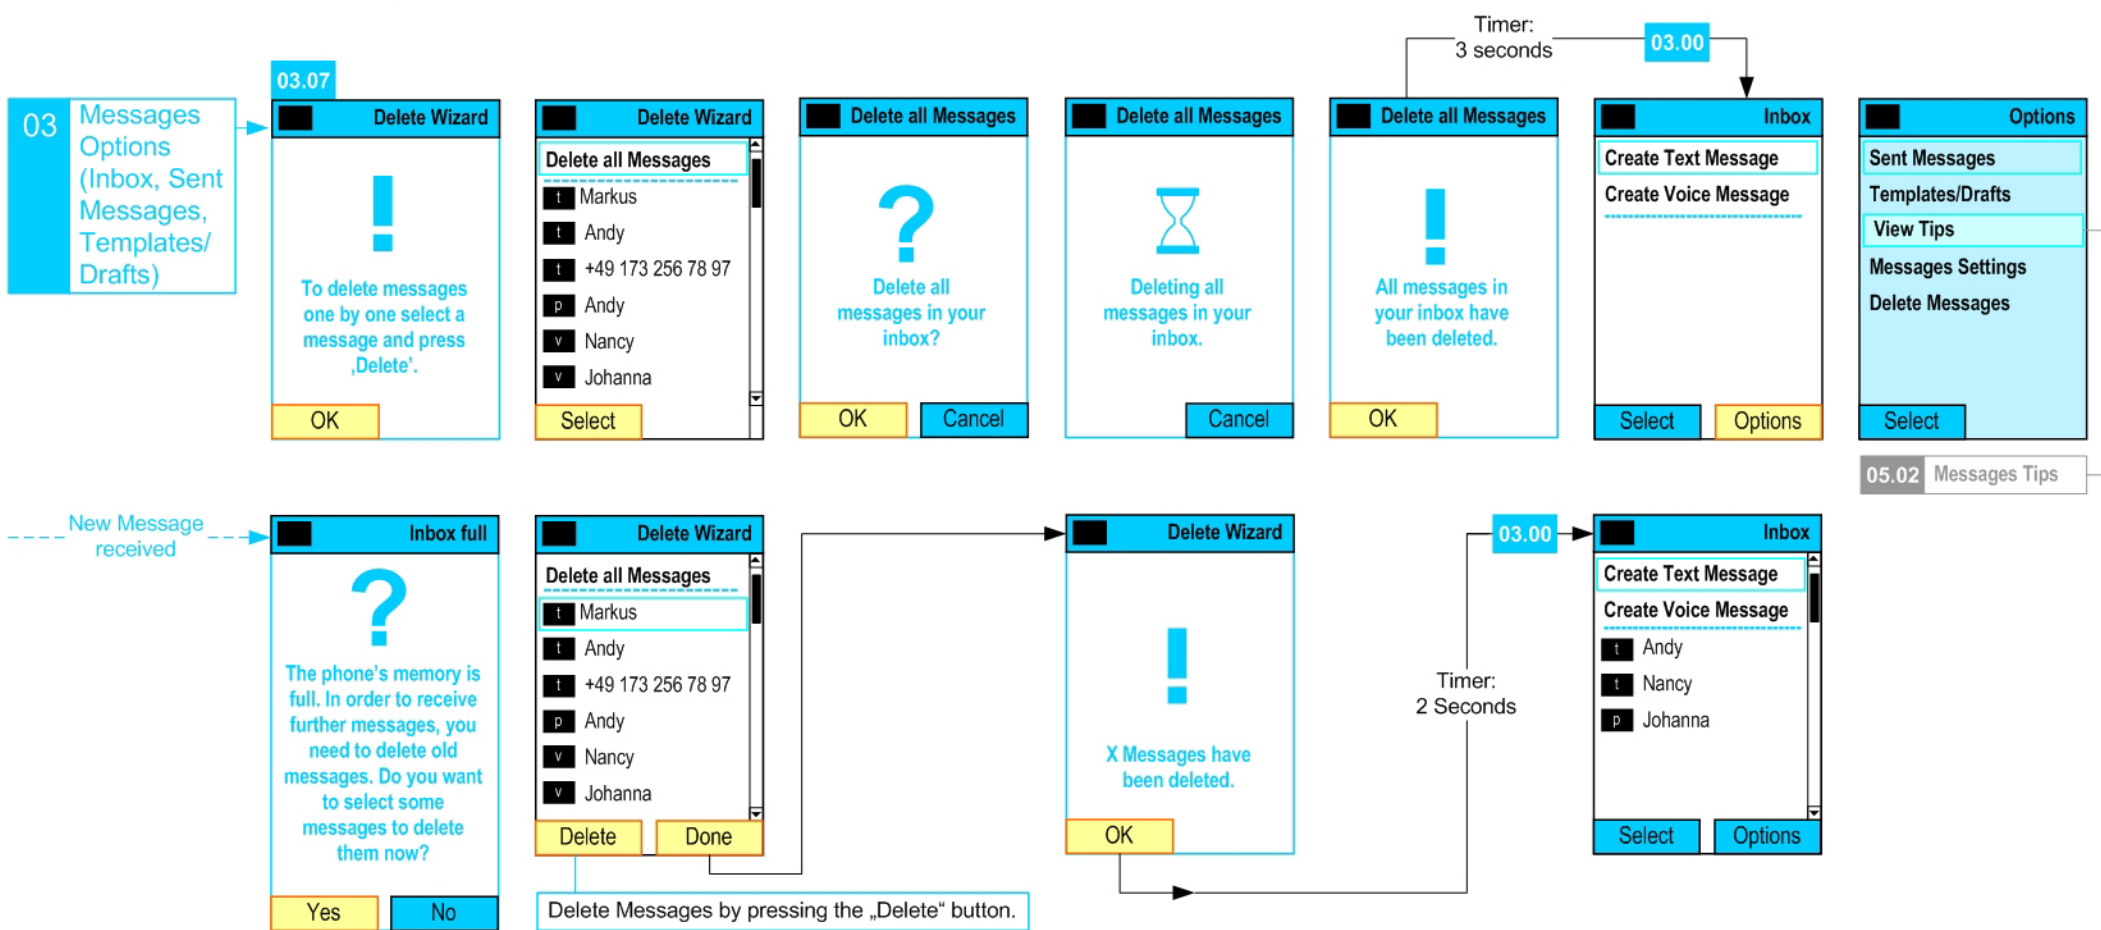 Timer:
3 seconds
03.00
03.07
03
Messages
Options
(Inbox, Sent
Messages,
Templates/
Drafts)
Delete Wizard
To delete messages
one by one select a
message and press
‚Delete’.
OK
Delete Wizard
Delete all Messages
t Markus
t Andy
t +49 173 256 78 97
p Andy
v Nancy
v Johanna
Select
Delete all Messages
?
Delete all
messages in your
inbox?
OK Cancel
Delete all Messages
Deleting all
messages in your
inbox.
Cancel
Delete all Messages
!
All messages in
your inbox have
been deleted.
OK
Inbox
Create Text Message
Create Voice Message
Select Options
Options
Sent Messages
Templates/Drafts
View Tips
Messages Settings
Delete Messages
Select
05.02 Messages Tips
New Message
received
Inbox full
?
The phone’s memory is
full. In order to receive
further messages, you
need to delete old
messages. Do you want
to select some
messages to delete
them now?
Yes No
Delete Wizard
Delete all Messages
t Markus
t Andy
t +49 173 256 78 97
p Andy
v Nancy
v Johanna
Delete Done
Delete Messages by pressing the „Delete“ button.
Delete Wizard
!
X Messages have
been deleted.
OK
Timer:
2 Seconds
03.00
Inbox
Create Text Message
Create Voice Message
t Andy
t Nancy
p Johanna
Select Options